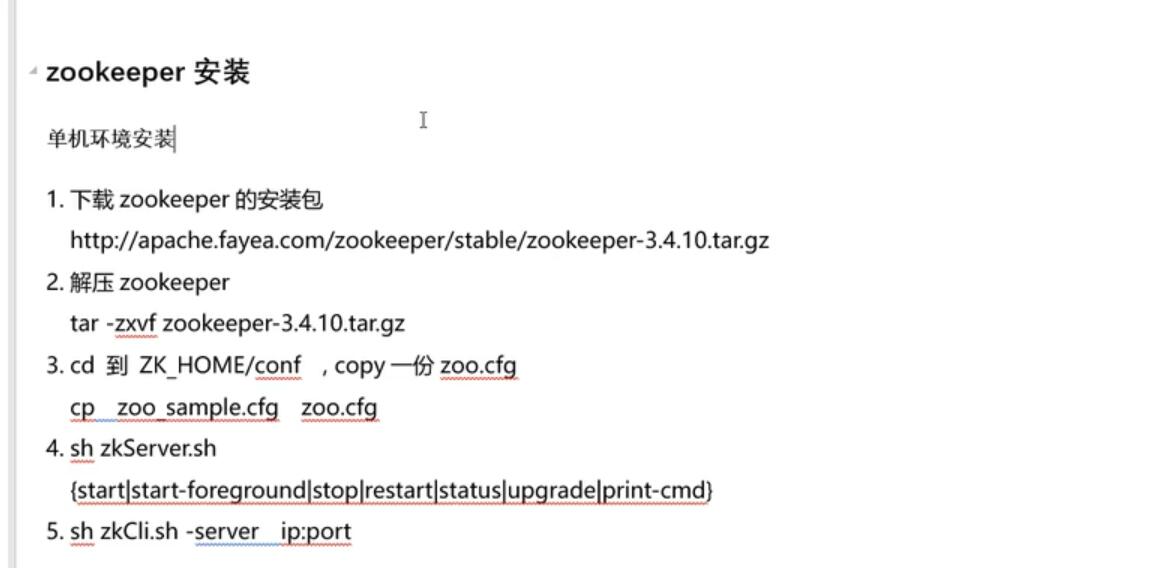 zookeeper 安装
单机环境安装
1. 下载 zookeeper 的安装包
http://apache.fayea.com/zookeeper/stable/zookeeper-3.4.10.tar.gz
2. 解压 zookeeper
tar -zxvf zookeeper-3.4.10.tar.gz
3. cd 到 ZK_HOME/conf , copy 一份 zoo.cfg
cp zoo_sample.cfg zoo.cfg
4. sh zkServer.sh
{start|start-foreground|stop|restart|status|upgrade|print-cmd}
5. sh zkCli.sh -server ip:port